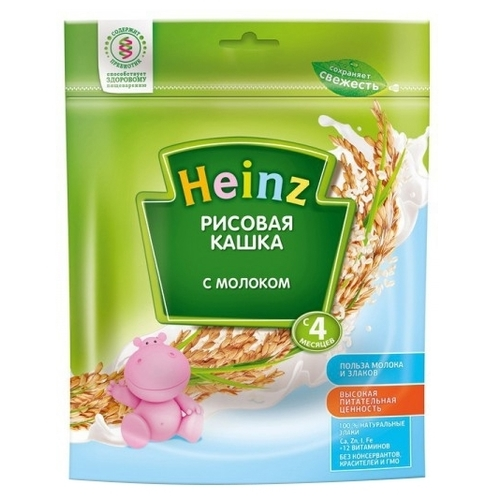 СОДЕРЖИТ
ПРЕБИОТИК
способствует
ЗДОРОВОМУ
пищеварению
сохраняет
свежесть
Heinz
РИСОВАЯ
КАШКА
С МОЛОКОМ
С 4
МЕСЯЦЕВ
ПОЛЬЗА МОЛОКА
И ЗЛАКОВ
ВЫСОКАЯ
ПИТАТЕЛЬНАЯ
ЦЕННОСТЬ
100% НАТУРАЛЬНЫЕ
ЗЛАКИ
Ca, Zn, I, Fe
+12 ВИТАМИНОВ
БЕЗ КОНСЕРВАНТОВ,
КРАСИТЕЛЕЙ И ГМО